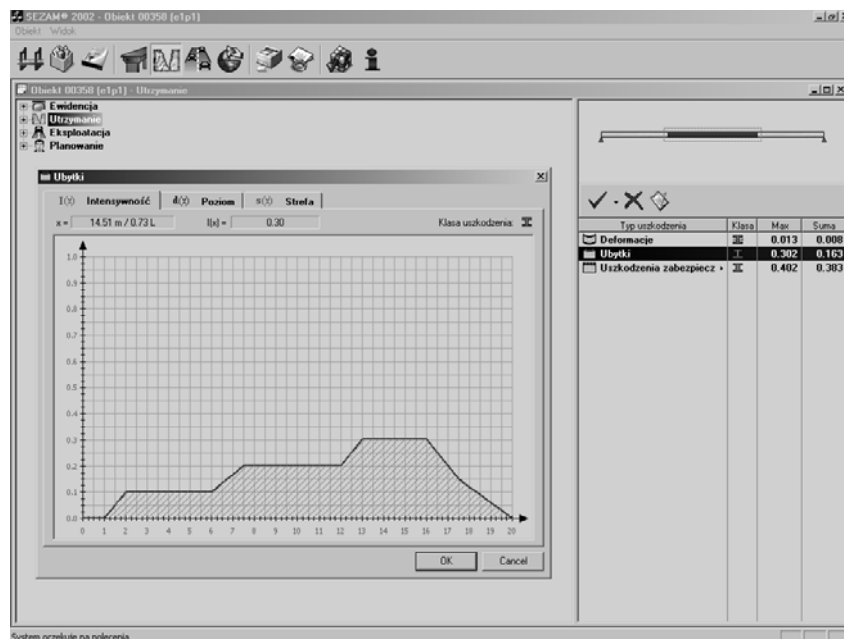 SEZAM® 2002 - Obiekt 00358 (e1p1)
Obiekt Widok
Obiekt 00358 (e1p1) - Utrzymanie
Ewidencja
Utrzymanie
Eksploatacja
Planowanie
Ubytki
I(x) Intensywność d(x) Poziom s(x) Strefa
x = 14.51 m / 0.73 L I(x) = 0.30 Klasa uszkodzenia:
1.0
0.9
0.8
0.7
0.6
0.5
0.4
0.3
0.2
0.1
0.0
0 1 2 3 4 5 6 7 8 9 10 11 12 13 14 15 16 17 18 19 20
OK Cancel
Typ uszkodzenia Klasa Max Suma
Deformacje 0.013 0.008
Ubytki 0.302 0.163
Uszkodzenia zabezpiecz 0.402 0.383
System oczekuje na polecenia